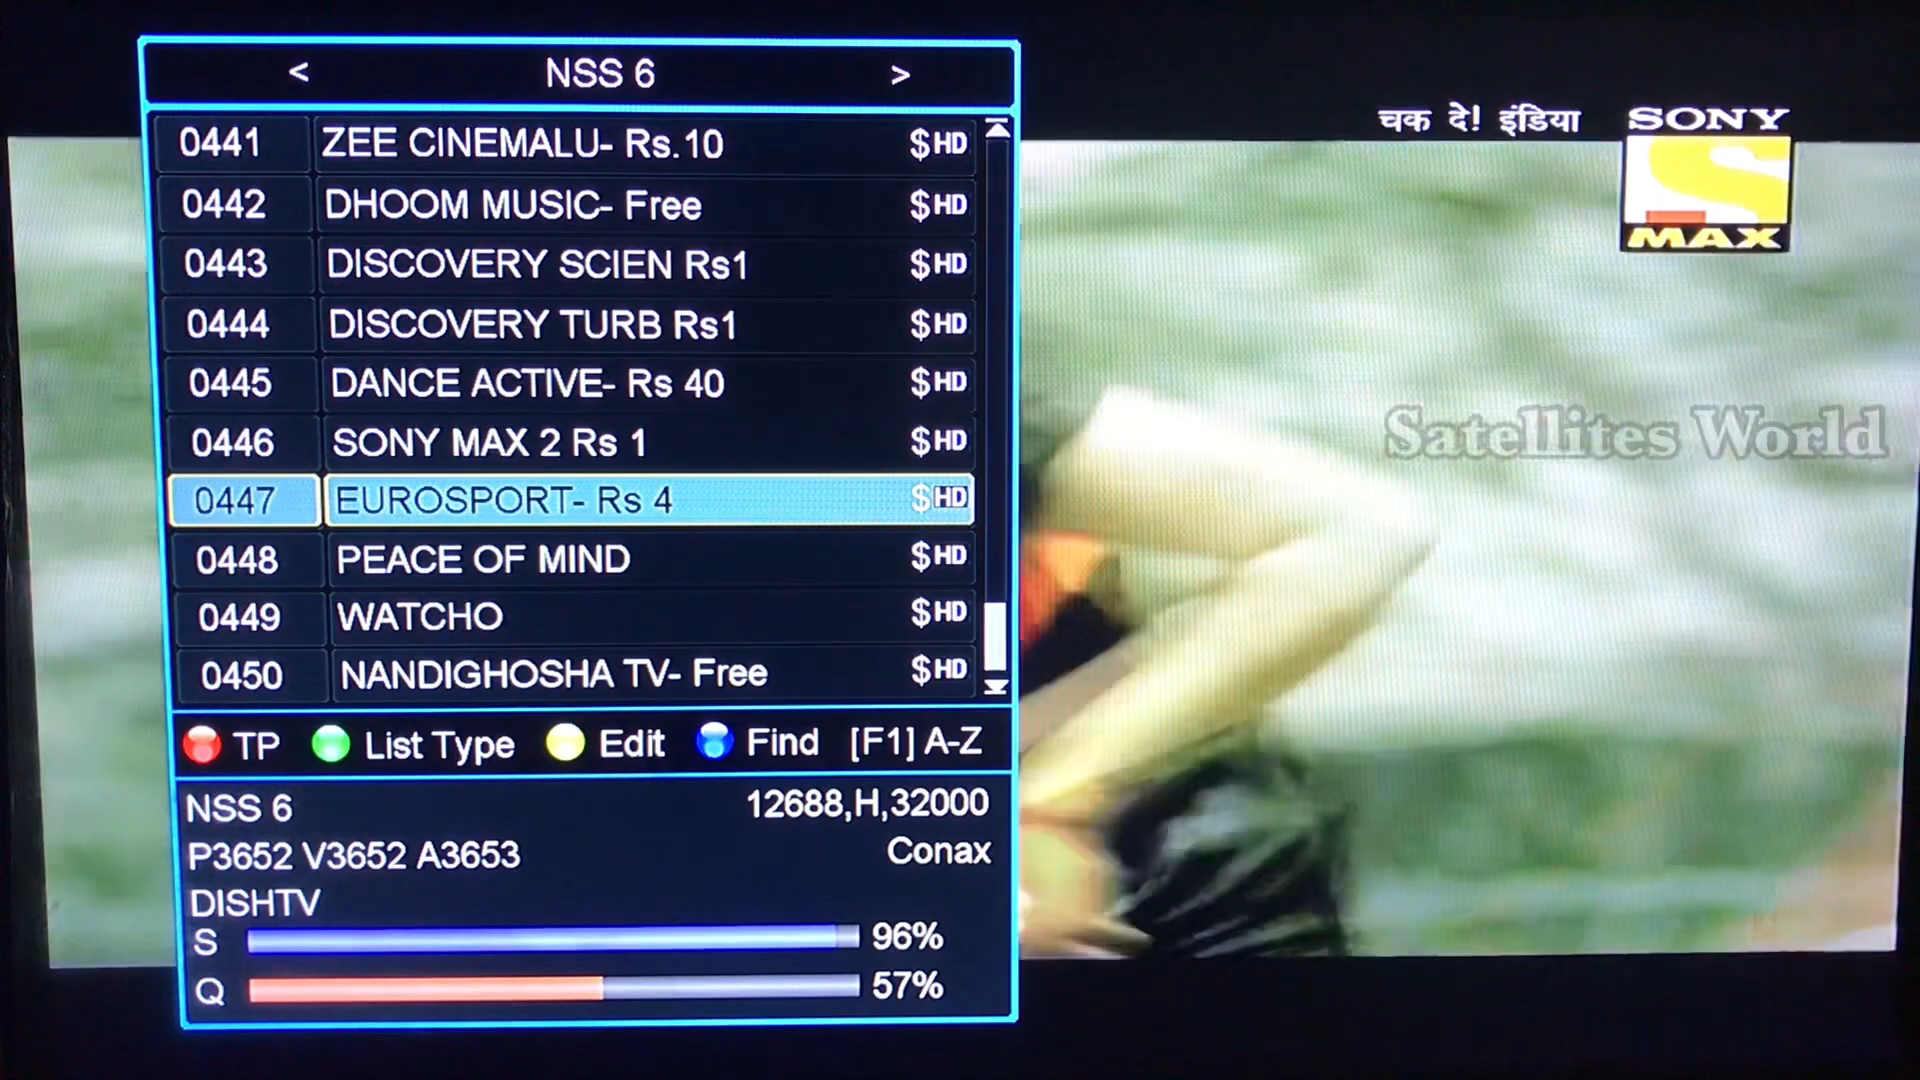 < NSS 6 >
0441 ZEE CINEMALU- Rs.10 $HD
0442 DHOOM MUSIC- Free $HD
0443 DISCOVERY SCIEN Rs1 $HD
0444 DISCOVERY TURB Rs1 $HD
0445 DANCE ACTIVE- Rs 40 $HD
0446 SONY MAX 2 Rs 1 $HD
0447 EUROSPORT- Rs 4 $HD
0448 PEACE OF MIND $HD
0449 WATCHO $HD
0450 NANDIGHOSHA TV- Free $HD
TP List Type Edit Find [F1] A-Z
NSS 6 12688,H,32000
P3652 V3652 A3653 Conax
DISHTV
S 96%
Q 57%
चक दे! इंडिया
SONY
MAX
Satellites World